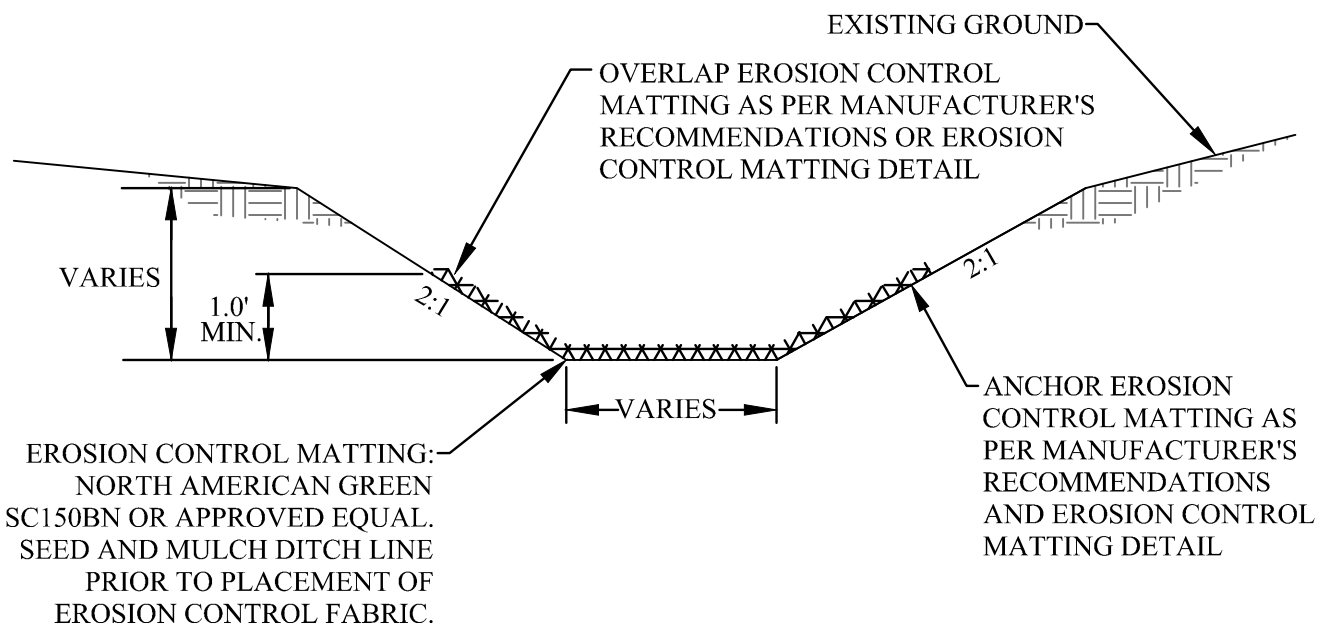 EXISTING GROUND
OVERLAP EROSION CONTROL
MATTING AS PER MANUFACTURER'S
RECOMMENDATIONS OR EROSION
CONTROL MATTING DETAIL
VARIES
1.0'
MIN.
2:1
2:1
VARIES
ANCHOR EROSION
CONTROL MATTING AS
PER MANUFACTURER'S
RECOMMENDATIONS
AND EROSION CONTROL
MATTING DETAIL
EROSION CONTROL MATTING:
NORTH AMERICAN GREEN
SC150BN OR APPROVED EQUAL.
SEED AND MULCH DITCH LINE
PRIOR TO PLACEMENT OF
EROSION CONTROL FABRIC.